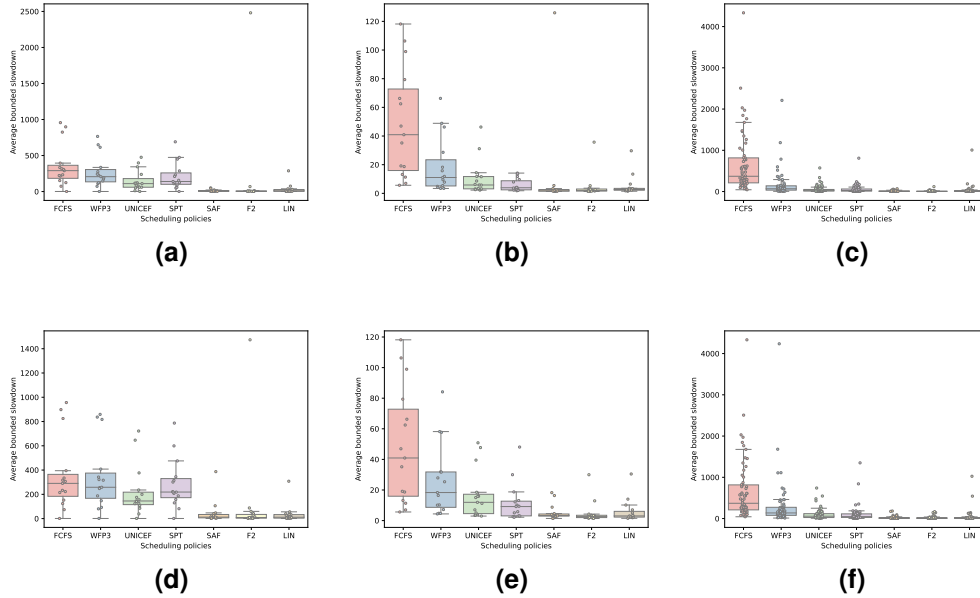 2500
2000
1500
1000
500
0
Average bounded slowdown
FCFS WFP3 UNICEF SPT SAF F2 LIN
Scheduling policies
(a)
120
100
80
60
40
20
0
Average bounded slowdown
FCFS WFP3 UNICEF SPT SAF F2 LIN
Scheduling policies
(b)
4000
3000
2000
1000
0
Average bounded slowdown
FCFS WFP3 UNICEF SPT SAF F2 LIN
Scheduling policies
(c)
1400
1200
1000
800
600
400
200
0
Average bounded slowdown
FCFS WFP3 UNICEF SPT SAF F2 LIN
Scheduling policies
(d)
120
100
80
60
40
20
0
Average bounded slowdown
FCFS WFP3 UNICEF SPT SAF F2 LIN
Scheduling policies
(e)
4000
3000
2000
1000
0
Average bounded slowdown
FCFS WFP3 UNICEF SPT SAF F2 LIN
Scheduling policies
(f)